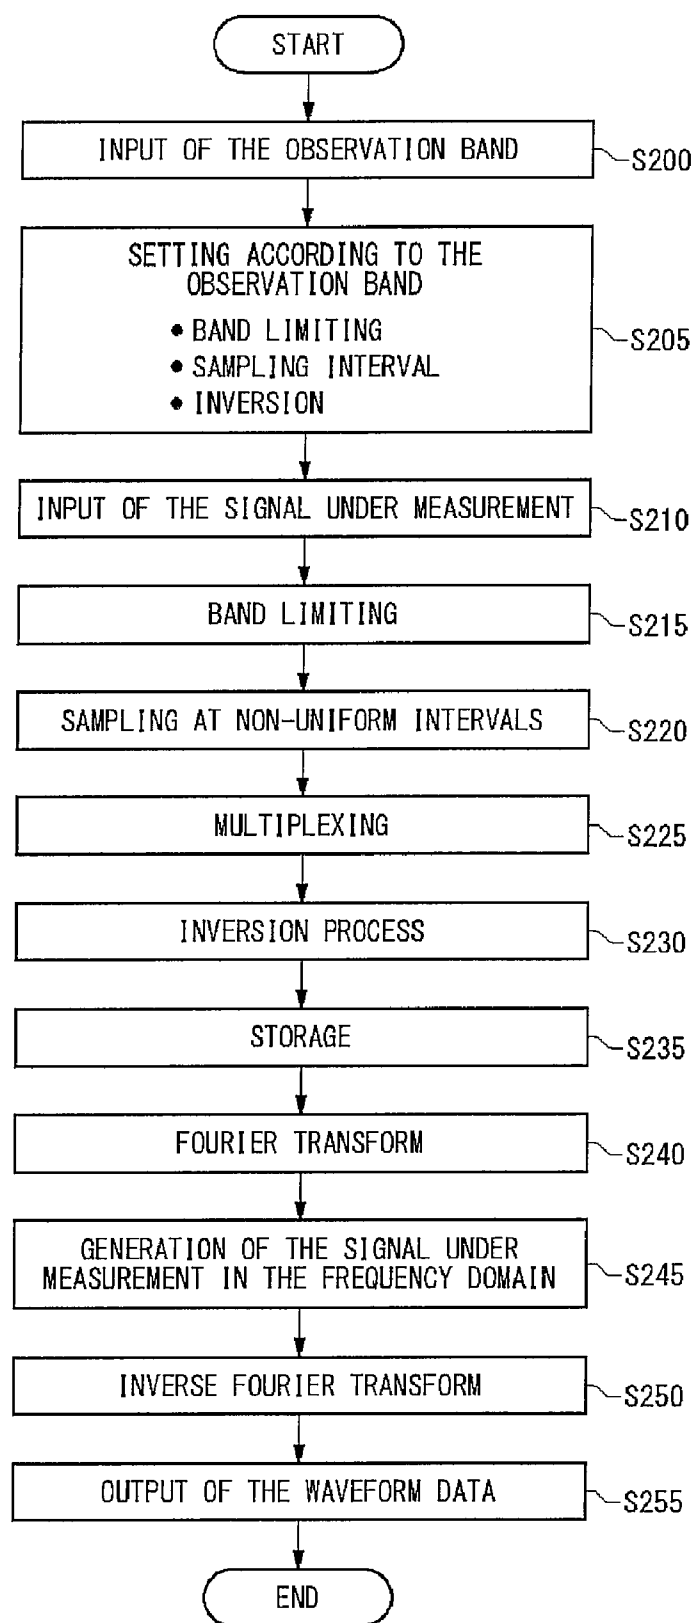 START
INPUT OF THE OBSERVATION BAND
S200
SETTING ACCORDING TO THE
OBSERVATION BAND
• BAND LIMITING
• SAMPLING INTERVAL
• INVERSION
S205
INPUT OF THE SIGNAL UNDER MEASUREMENT
S210
BAND LIMITING
S215
SAMPLING AT NON-UNIFORM INTERVALS
S220
MULTIPLEXING
S225
INVERSION PROCESS
S230
STORAGE
S235
FOURIER TRANSFORM
S240
GENERATION OF THE SIGNAL UNDER
MEASUREMENT IN THE FREQUENCY DOMAIN
S245
INVERSE FOURIER TRANSFORM
S250
OUTPUT OF THE WAVEFORM DATA
S255
END